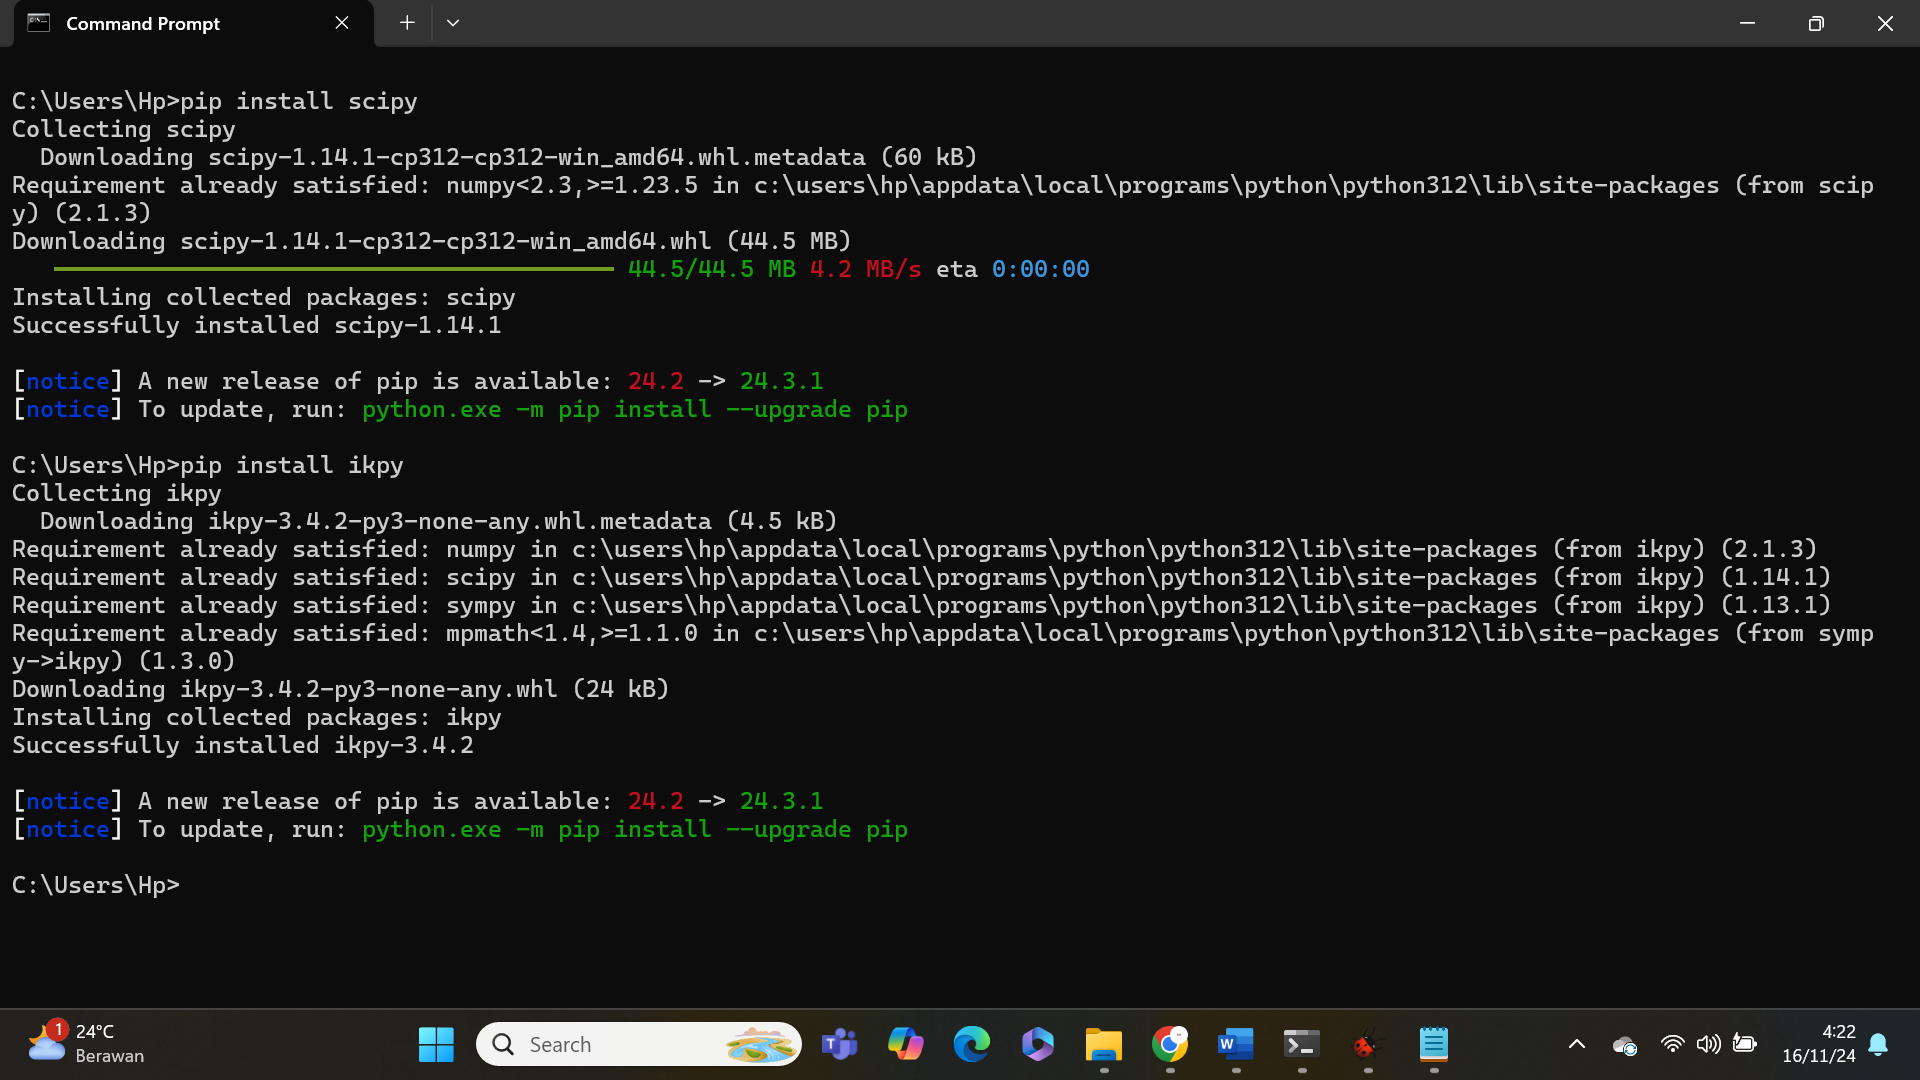 Command Prompt
C:\Users\Hp>pip install scipy
Collecting scipy
  Downloading scipy-1.14.1-cp312-cp312-win_amd64.whl.metadata (60 kB)
Requirement already satisfied: numpy<2.3,>=1.23.5 in c:\users\hp\appdata\local\programs\python\python312\lib\site-packages (from scip
y) (2.1.3)
Downloading scipy-1.14.1-cp312-cp312-win_amd64.whl (44.5 MB)
44.5/44.5 MB 4.2 MB/s eta 0:00:00
Installing collected packages: scipy
Successfully installed scipy-1.14.1
[notice] A new release of pip is available: 24.2 -> 24.3.1
[notice] To update, run: python.exe -m pip install --upgrade pip
C:\Users\Hp>pip install ikpy
Collecting ikpy
  Downloading ikpy-3.4.2-py3-none-any.whl.metadata (4.5 kB)
Requirement already satisfied: numpy in c:\users\hp\appdata\local\programs\python\python312\lib\site-packages (from ikpy) (2.1.3)
Requirement already satisfied: scipy in c:\users\hp\appdata\local\programs\python\python312\lib\site-packages (from ikpy) (1.14.1)
Requirement already satisfied: sympy in c:\users\hp\appdata\local\programs\python\python312\lib\site-packages (from ikpy) (1.13.1)
Requirement already satisfied: mpmath<1.4,>=1.1.0 in c:\users\hp\appdata\local\programs\python\python312\lib\site-packages (from symp
y->ikpy) (1.3.0)
Downloading ikpy-3.4.2-py3-none-any.whl (24 kB)
Installing collected packages: ikpy
Successfully installed ikpy-3.4.2
[notice] A new release of pip is available: 24.2 -> 24.3.1
[notice] To update, run: python.exe -m pip install --upgrade pip
C:\Users\Hp>
1
24°C
Berawan
Search
T
W
4:22
16/11/24